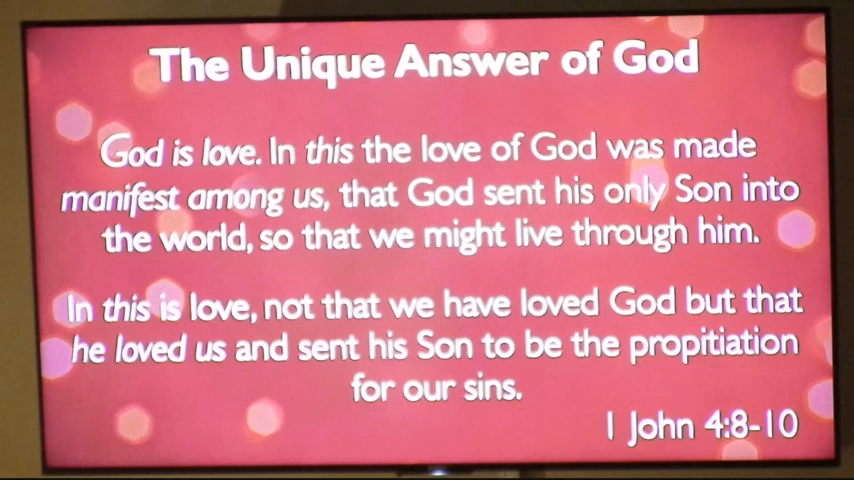 The Unique Answer of God
God is love. In this the love of God was made
manifest among us, that God sent his only Son into
the world, so that we might live through him.
In this is love, not that we have loved God but that
he loved us and sent his Son to be the propitiation
for our sins.
1 John 4:8-10